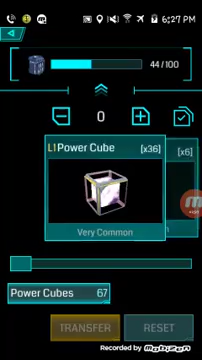 6:27 PM
44/100
0
L1 Power Cube [x36]
[x6]
Very Common
Power Cubes 67
TRANSFER
RESET
Recorded by Mobizen